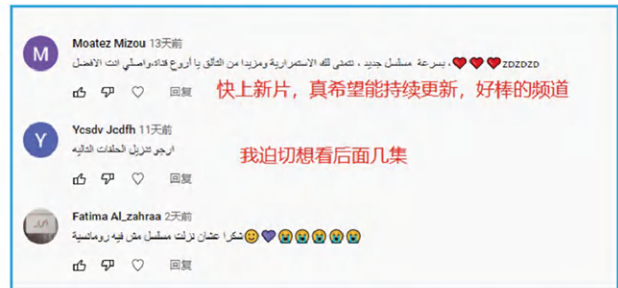 Moatez Mizou 13天前
بسرعة مسلسل جديد ، نتمنى لك الاستمرارية ومزيدا من التألق يا أروع قناة،واصلي انت الافضل ،❤❤❤ZDZDZD
回复
快上新片，真希望能持续更新，好棒的频道
Ycsdv Jcdfh 11天前
ارجو تنزيل الحلقات التاليه
回复
我迫切想看后面几集
Fatima Al_zahraa 2天前
شكرا عشان نزلت مسلسل مش فيه رومانسية🙂💜😭😭😭😭😭
回复